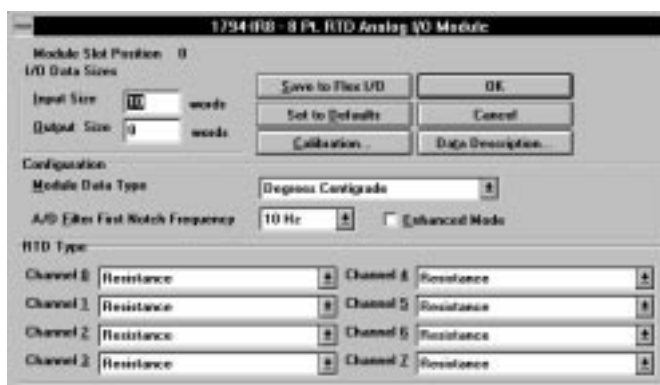 1794-IR8 - 8 Pt. RTD Analog I/O Module
Module Slot Position 0
I/O Data Sizes
Input Size 10 words
Output Size 0 words
Save to Flex I/O
OK
Set to Defaults
Cancel
Calibration...
Data Description...
Configuration
Module Data Type Degrees Centigrade
A/D Filter First Notch Frequency 10 Hz Enhanced Mode
RTD Type
Channel 0 Resistance Channel 4 Resistance
Channel 1 Resistance Channel 5 Resistance
Channel 2 Resistance Channel 6 Resistance
Channel 3 Resistance Channel 7 Resistance